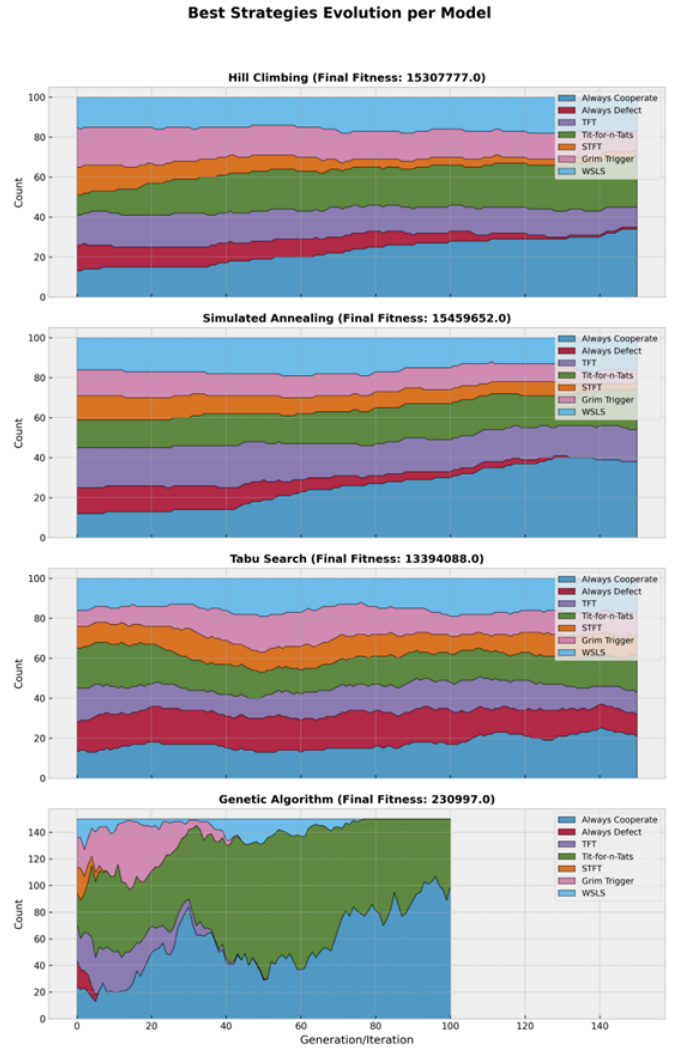 Best Strategies Evolution per Model
Hill Climbing (Final Fitness: 15307777.0)
100
80
60
40
20
0
Count
Always Cooperate
Always Defect
TFT
Tit-for-n-Tats
STFT
Grim Trigger
WSLS
Simulated Annealing (Final Fitness: 15459652.0)
100
80
60
40
20
0
Count
Always Cooperate
Always Defect
TFT
Tit-for-n-Tats
STFT
Grim Trigger
WSLS
Tabu Search (Final Fitness: 13394088.0)
100
80
60
40
20
0
Count
Always Cooperate
Always Defect
TFT
Tit-for-n-Tats
STFT
Grim Trigger
WSLS
Genetic Algorithm (Final Fitness: 230997.0)
140
120
100
80
60
40
20
0
Count
Always Cooperate
Always Defect
TFT
Tit-for-n-Tats
STFT
Grim Trigger
WSLS
0 20 40 60 80 100 120 140
Generation/Iteration